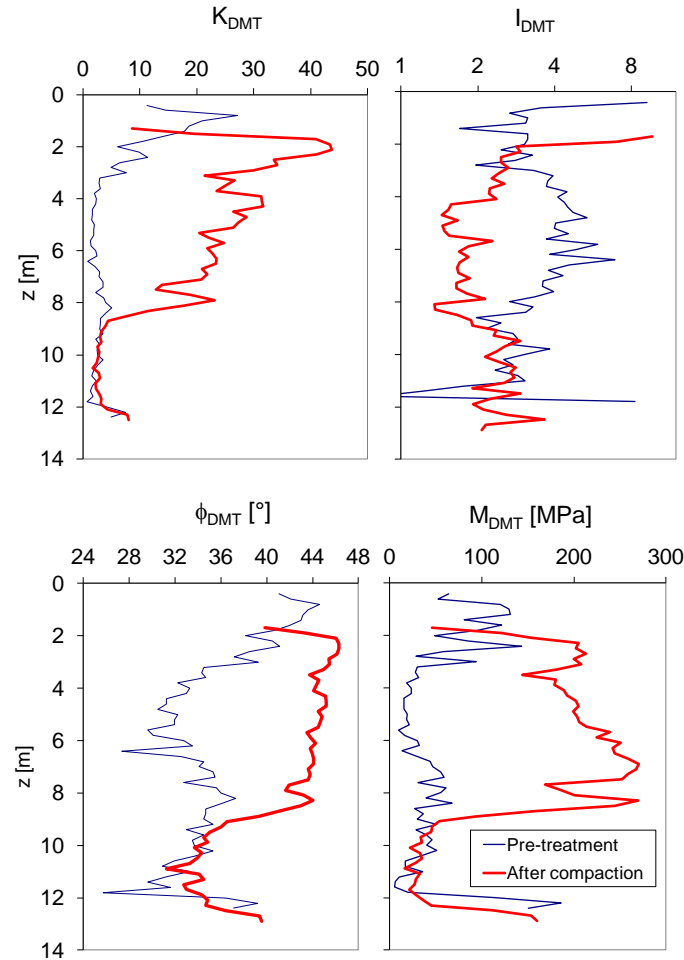 K_DMT I_DMT
0 10 20 30 40 50 1 2 4 8
0
2
4
6
8
10
12
14
z [m]
ϕ_DMT [°] M_DMT [MPa]
24 28 32 36 40 44 48 0 100 200 300
0
2
4
6
8
10
12
14
z [m]
Pre-treatment
After compaction